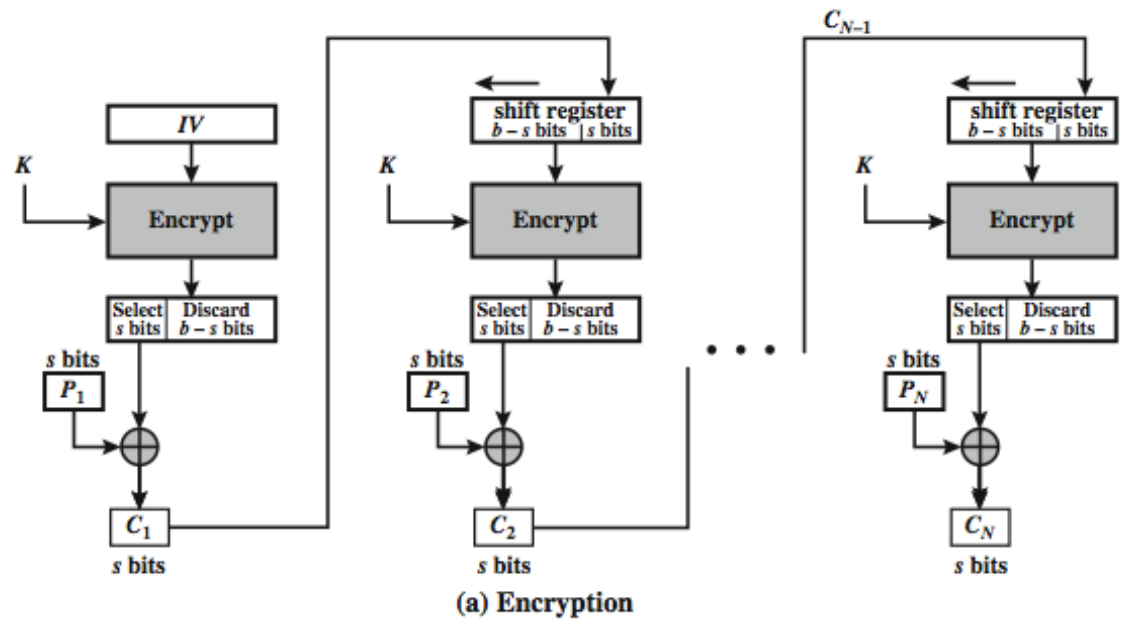 C_{N-1}
IV
shift register
b – s bits | s bits
shift register
b – s bits | s bits
K
K
K
Encrypt
Encrypt
Encrypt
Select Discard
s bits b – s bits
Select Discard
s bits b – s bits
Select Discard
s bits b – s bits
s bits
P_1
s bits
P_2
s bits
P_N
C_1
s bits
C_2
s bits
C_N
s bits
(a) Encryption